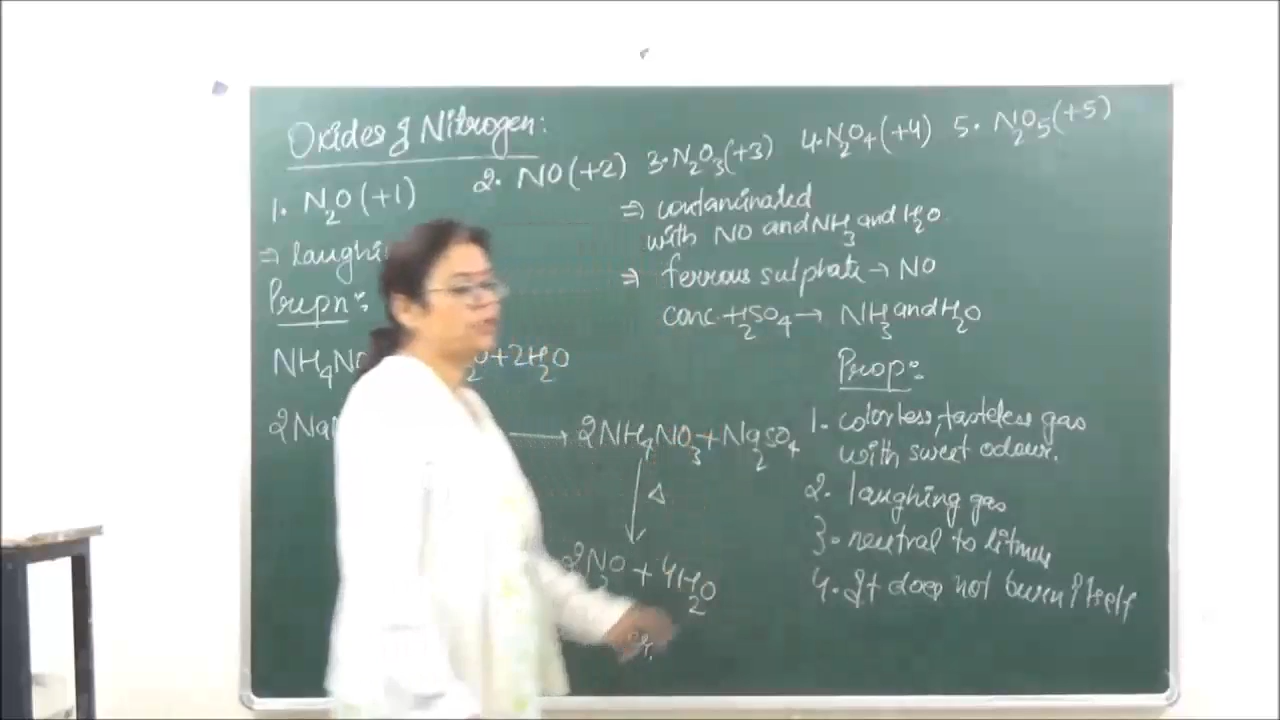 Oxides of Nitrogen:
1. N2O (+1) 2. NO (+2) 3. N2O3 (+3) 4. N2O4 (+4) 5. N2O5 (+5)
⇒ laughi
Prepn:
NH4NO O + 2H2O
2Na → 2NH4NO3 + Na2SO4
Δ
2N2O + 4H2O
⇒ contaminated
with NO and NH3 and H2O
⇒ ferrous sulphate → NO
conc. H2SO4 → NH3 and H2O
Prop:
1. colorless, tasteless gas
with sweet odour.
2. laughing gas
3. neutral to litmus
4. It does not burn itself